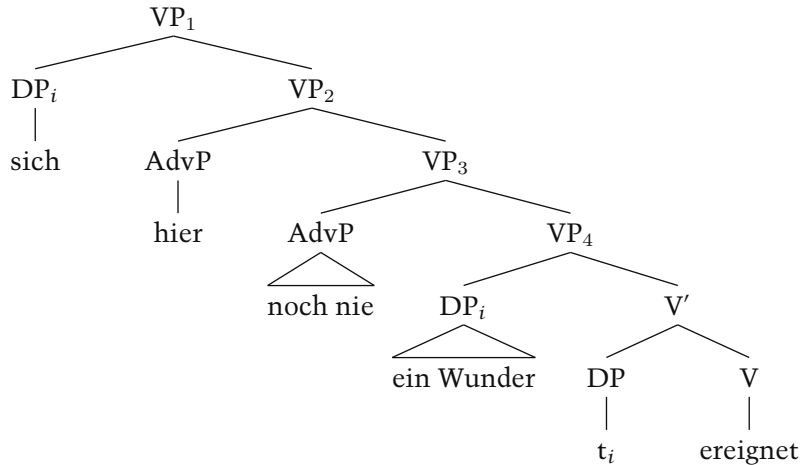 VP₁
DPᵢ VP₂
sich AdvP VP₃
hier AdvP VP₄
noch nie DPᵢ V′
ein Wunder DP V
tᵢ ereignet